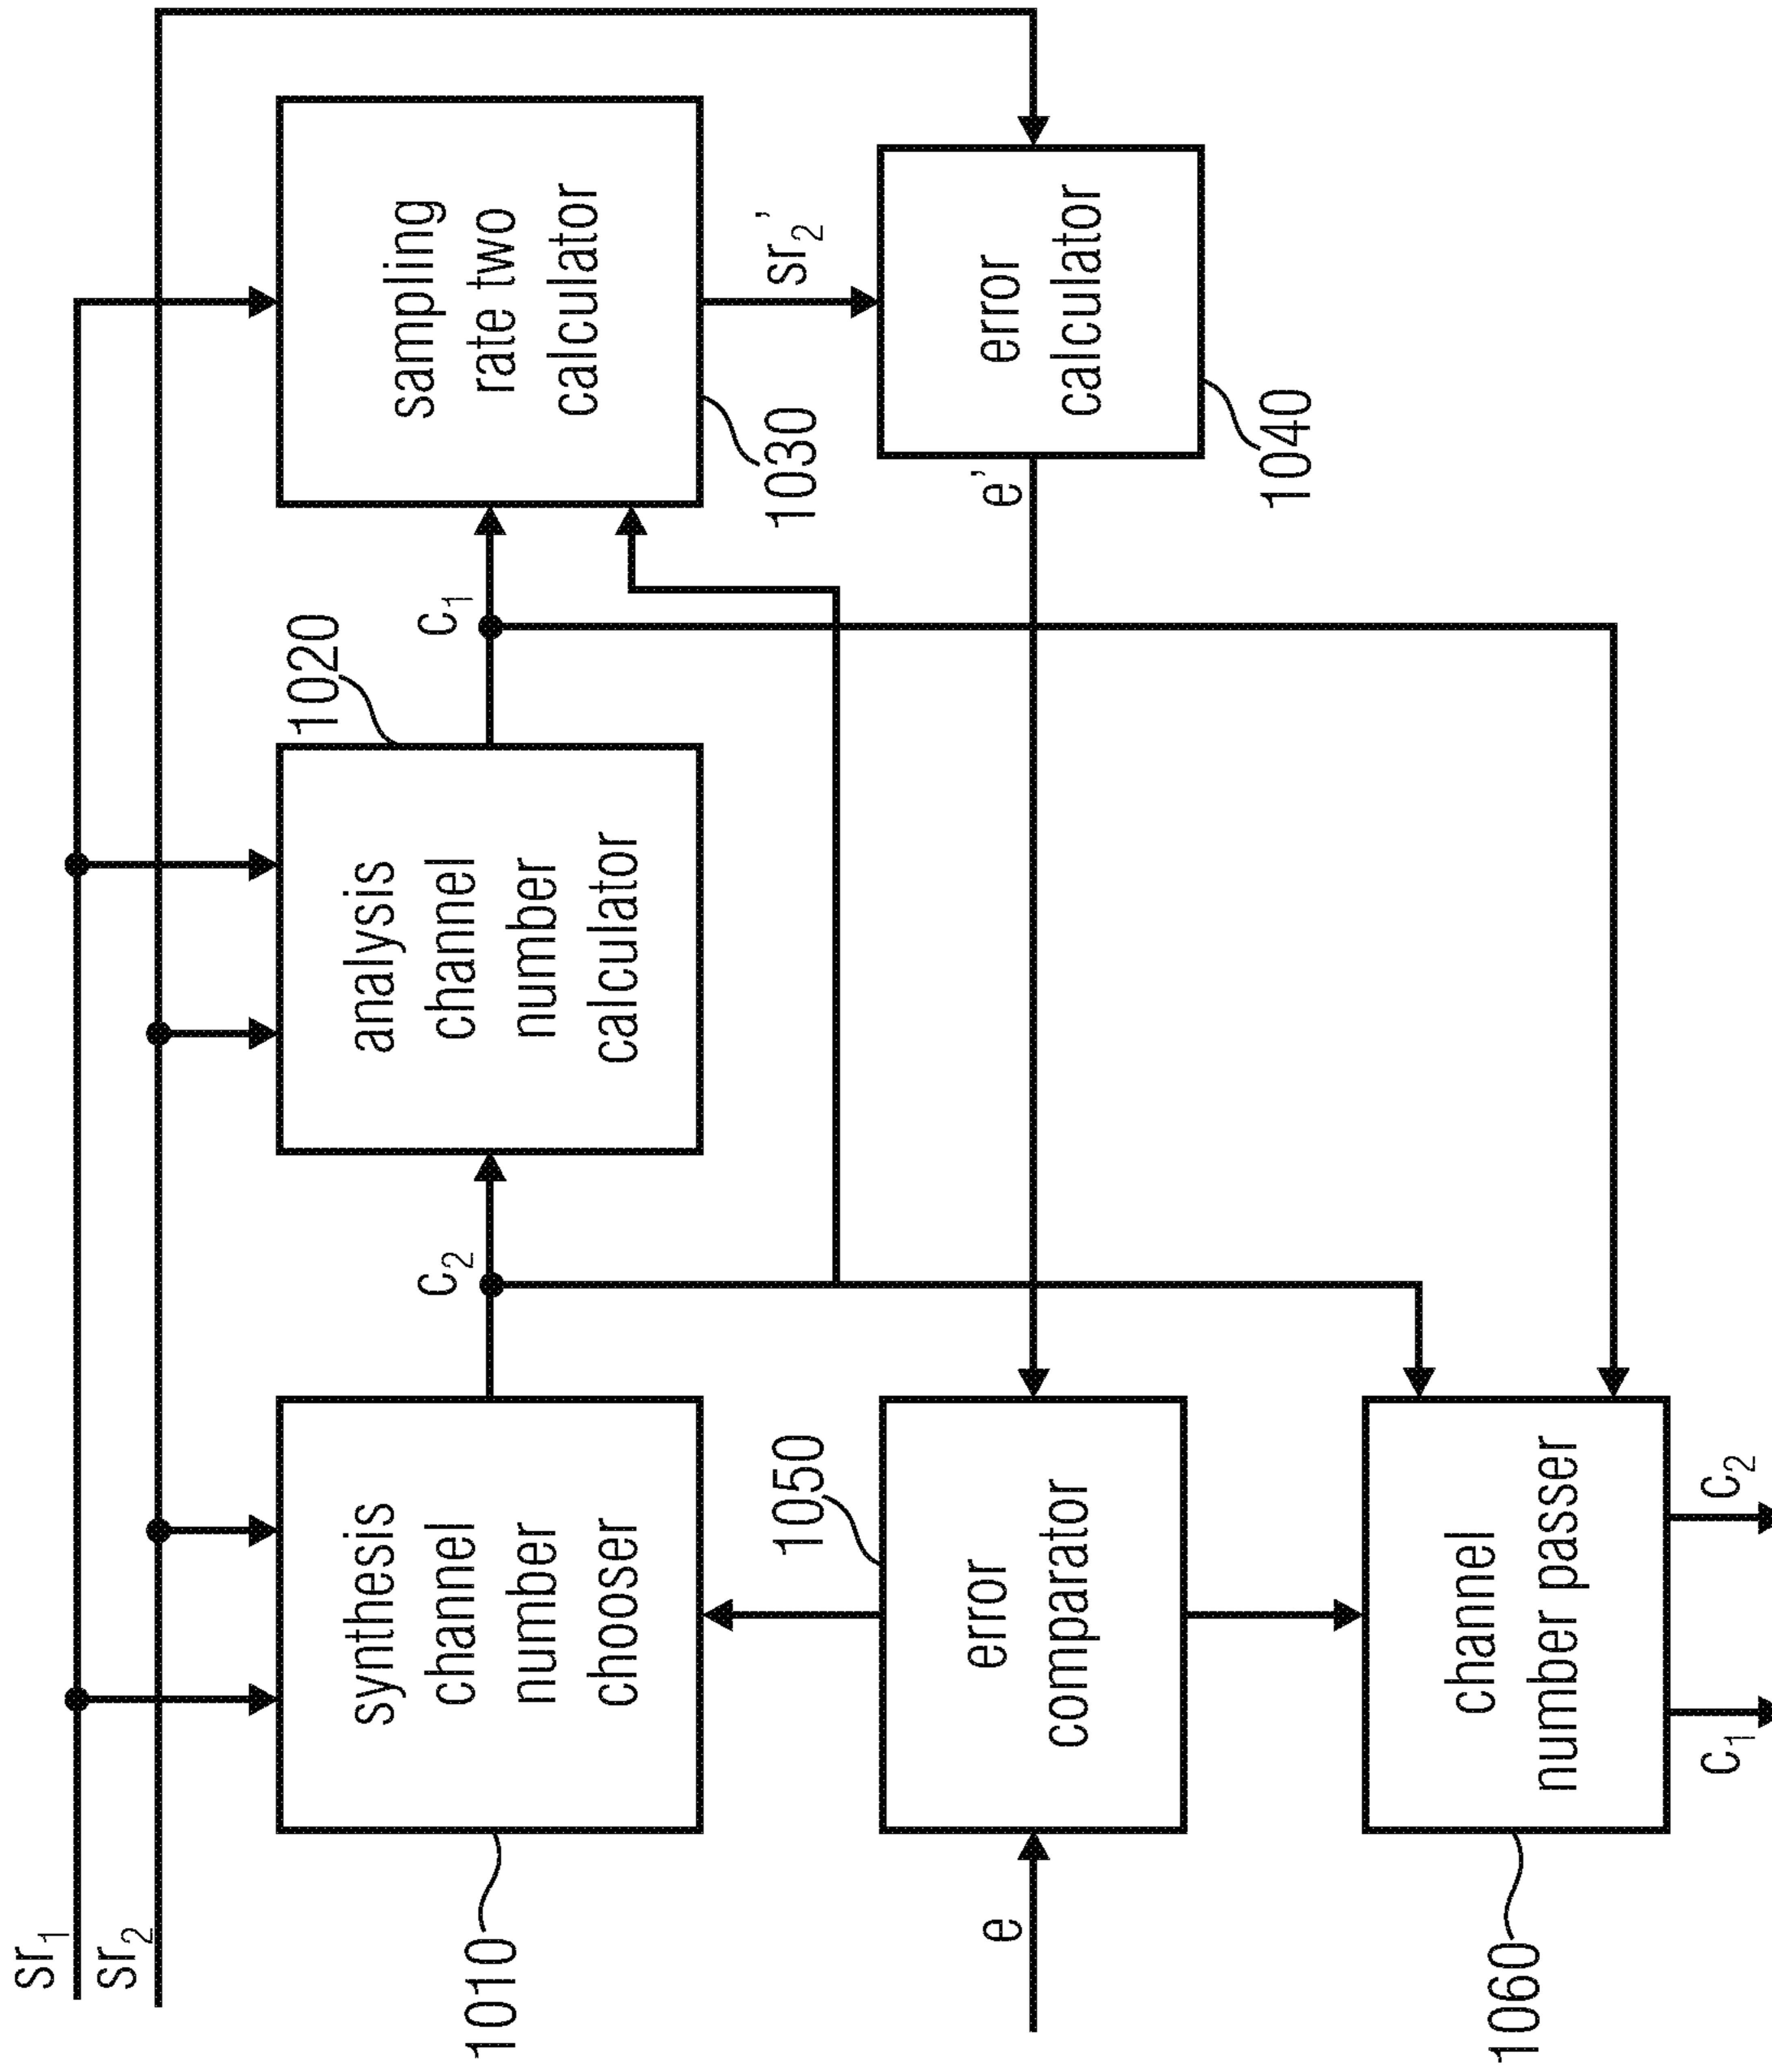 sr₁
sr₂
synthesis
channel
number
chooser
1010
c₂
analysis
channel
number
calculator
1020
c₁
sampling
rate two
calculator
1030
sr₂'
error
calculator
1040
e'
e
error
comparator
1050
channel
number passer
1060
c₁
c₂